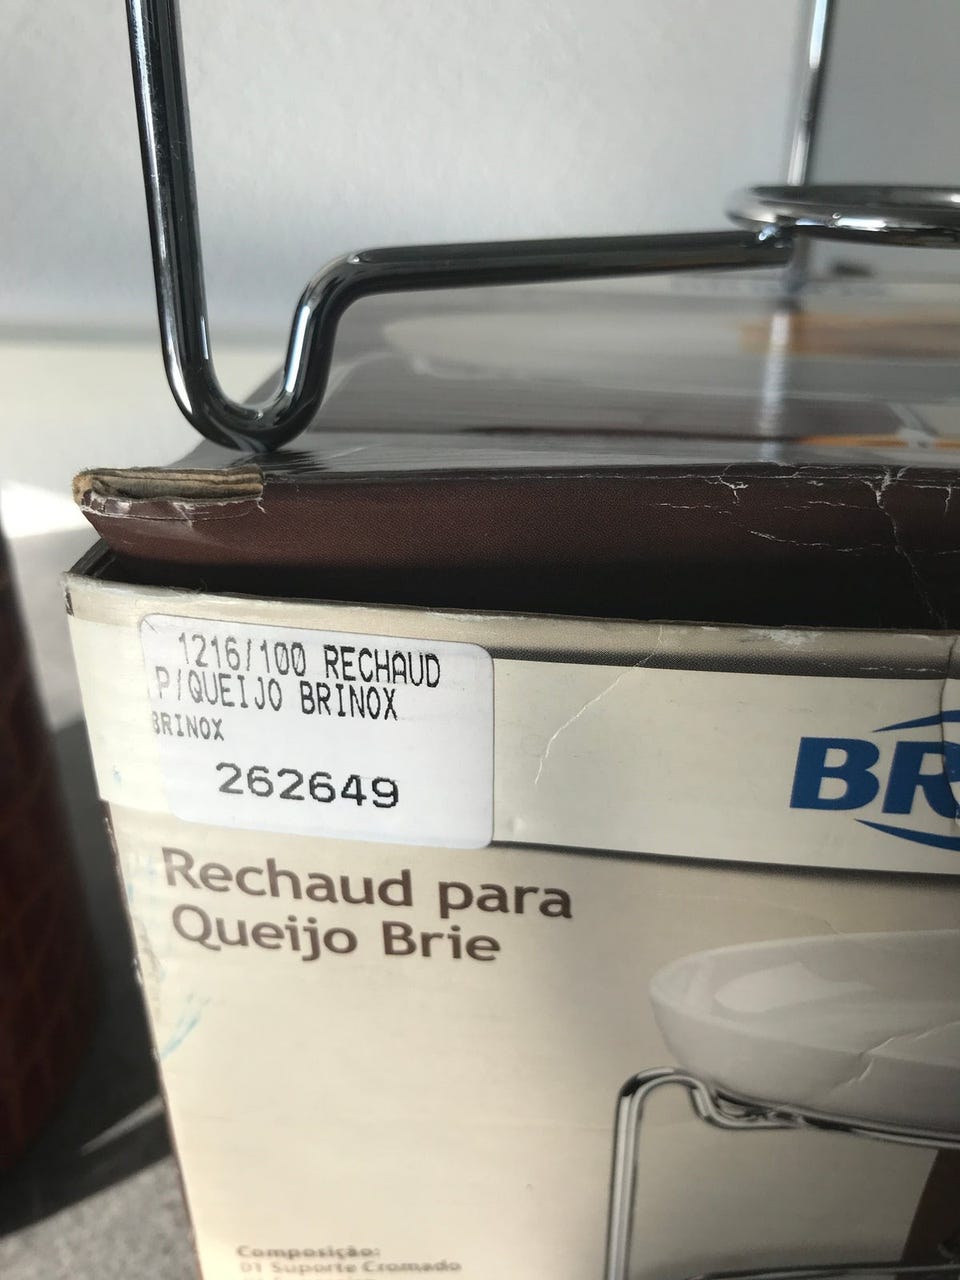 1216/100 RECHAUD
P/QUEIJO BRINOX
BRINOX
262649
BR
Rechaud para
Queijo Brie
Composição:
01 Suporte Cromado